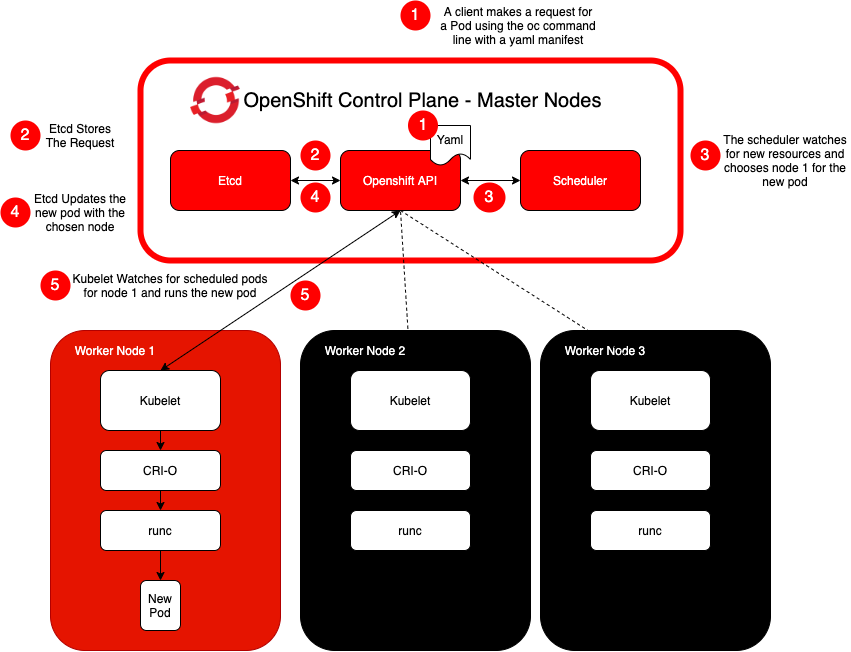 1
A client makes a request for
a Pod using the oc command
line with a yaml manifest
OpenShift Control Plane - Master Nodes
2
Etcd Stores
The Request
4
Etcd Updates the
new pod with the
chosen node
Etcd
2
4
Openshift API
1
Yaml
3
Scheduler
3
The scheduler watches
for new resources and
chooses node 1 for the
new pod
5
Kubelet Watches for scheduled pods
for node 1 and runs the new pod
5
Worker Node 1
Kubelet
CRI-O
runc
New
Pod
Worker Node 2
Kubelet
CRI-O
runc
Worker Node 3
Kubelet
CRI-O
runc